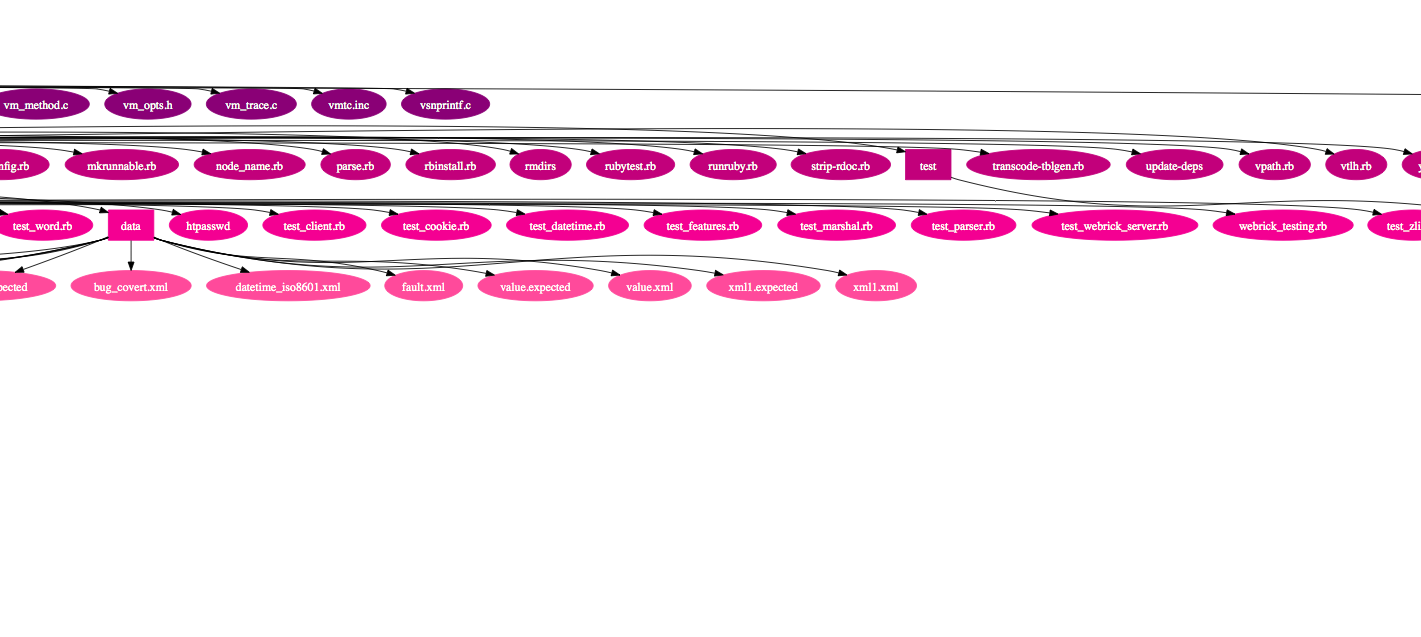 vm_method.c vm_opts.h vm_trace.c vmtc.inc vsnprintf.c
nfig.rb mkrunnable.rb node_name.rb parse.rb rbinstall.rb rmdirs rubytest.rb runruby.rb strip-rdoc.rb test transcode-tblgen.rb update-deps vpath.rb vtlh.rb y
test_word.rb data htpasswd test_client.rb test_cookie.rb test_datetime.rb test_features.rb test_marshal.rb test_parser.rb test_webrick_server.rb webrick_testing.rb test_zli
pected bug_covert.xml datetime_iso8601.xml fault.xml value.expected value.xml xml1.expected xml1.xml